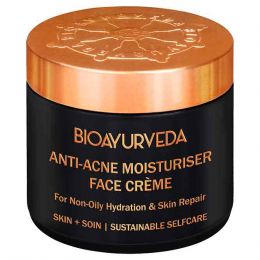 BIOAYURVEDA
ANTI-ACNE MOISTURISER
FACE CRÈME
For Non-Oily Hydration & Skin Repair
SKIN + SOIN | SUSTAINABLE SELFCARE